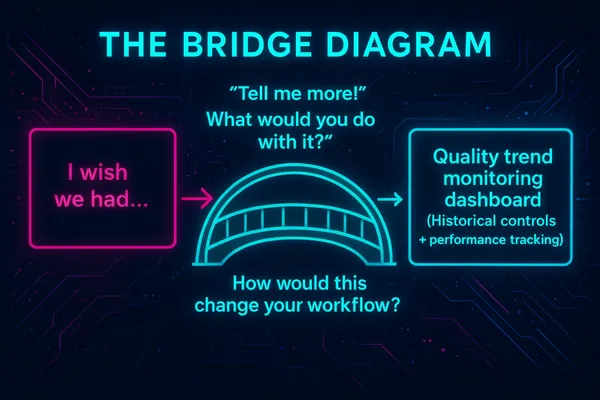 THE BRIDGE DIAGRAM
"Tell me more!"
What would you do
with it?"
I wish
we had...
Quality trend
monitoring
dashboard
(Historical controls
+ performance tracking)
How would this
change your workflow?